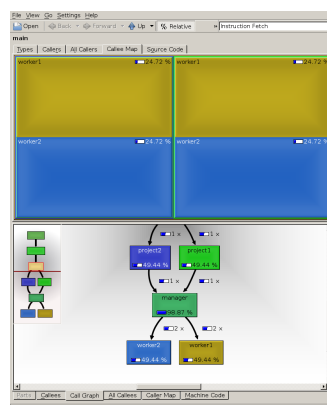 File View Go Settings Help
Open Back Forward Up % Relative » Instruction Fetch
main
Types Callers All Callers Callee Map Source Code
worker1 24.72 % worker1 24.72 %
worker2 24.72 % worker2 24.72 %
1 x 1 x
project2 project1
49.44 % 49.44 %
1 x 1 x
manager
98.87 %
2 x 2 x
worker2 worker1
49.44 % 49.44 %
Parts Callees Call Graph All Callees Caller Map Machine Code